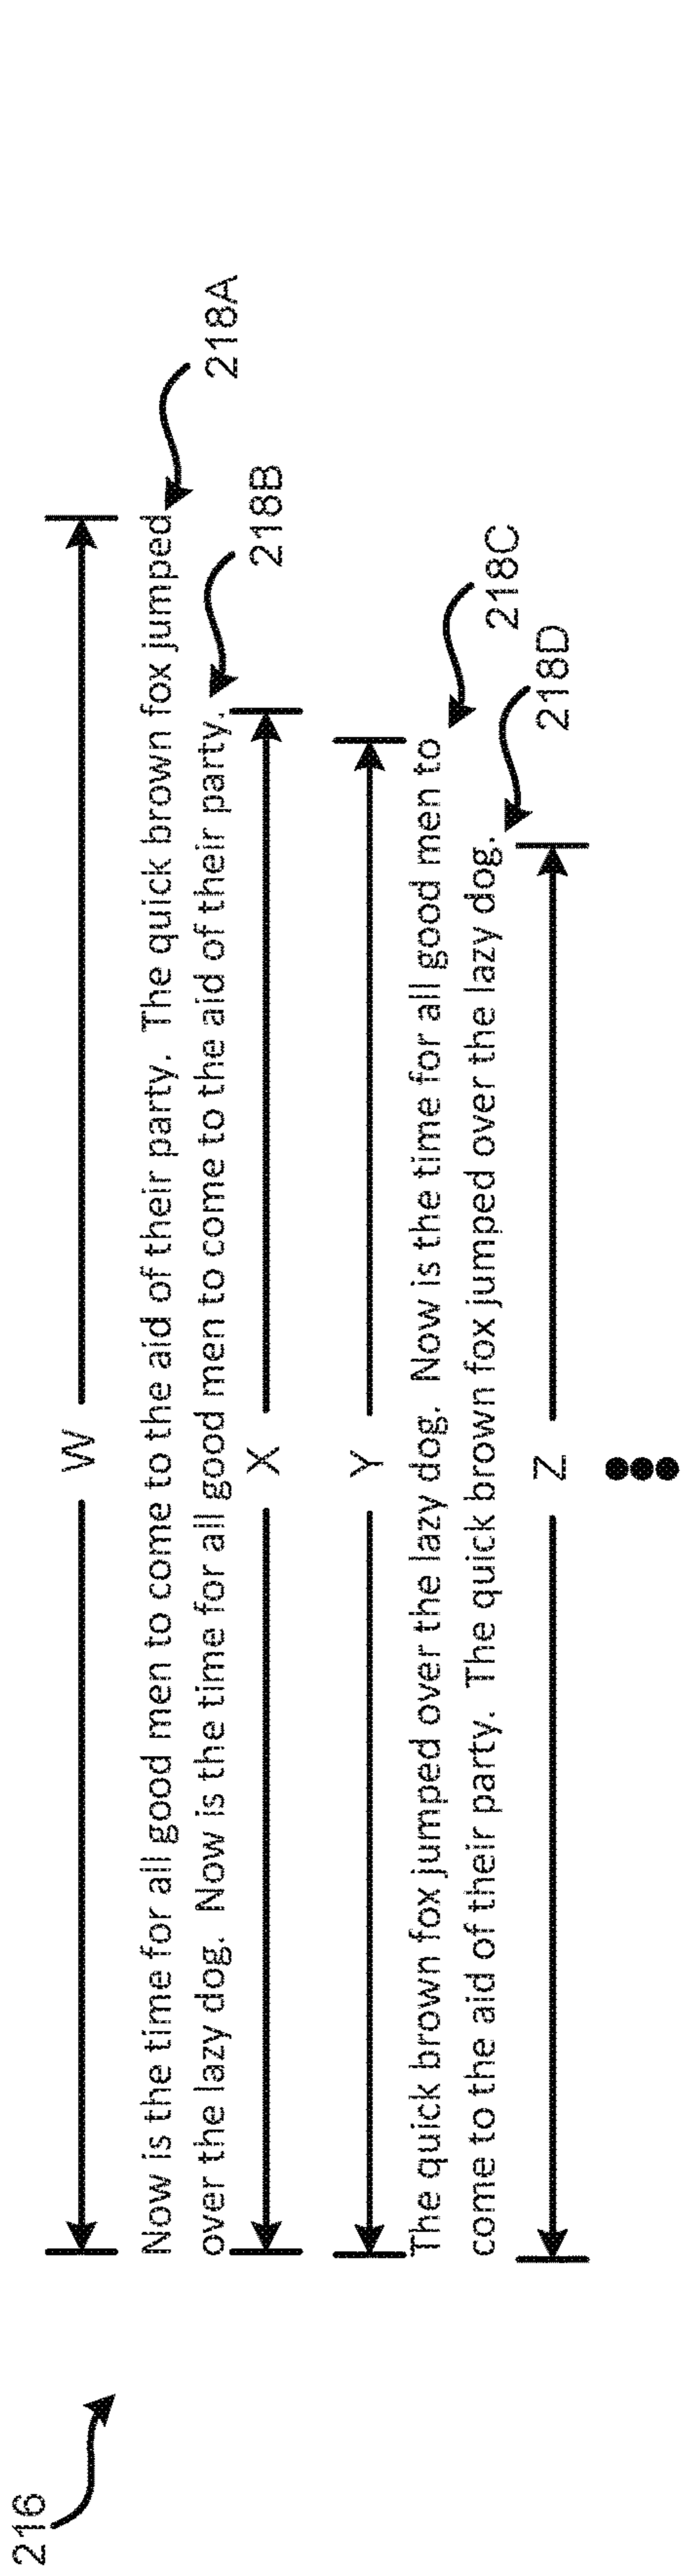 216
W
218A
Now is the time for all good men to come to the aid of their party.  The quick brown fox jumped
218B
over the lazy dog.  Now is the time for all good men to come to the aid of their party.
X
Y
218C
The quick brown fox jumped over the lazy dog.  Now is the time for all good men to
218D
come to the aid of their party.  The quick brown fox jumped over the lazy dog.
Z